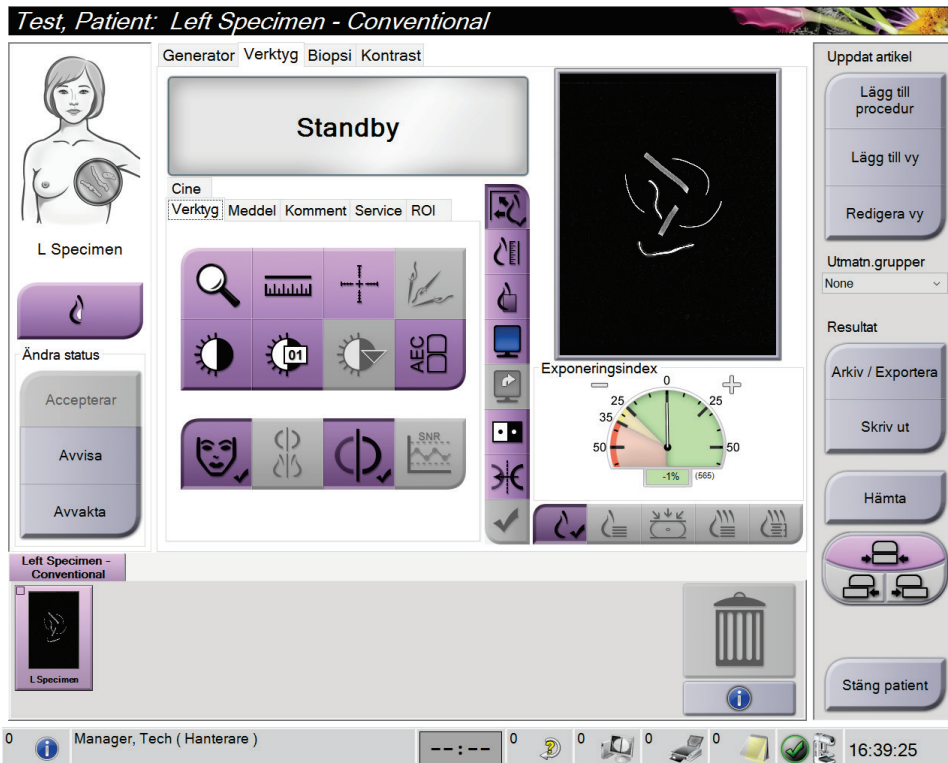 Test, Patient: Left Specimen - Conventional
Generator Verktyg Biopsi Kontrast
Standby
Cine
Verktyg Meddel Komment Service ROI
01
AEC
SNR
L Specimen
Ändra status
Accepterar
Avvisa
Avvakta
Exponeringsindex
0
25 25
35
50 50
-1% (565)
Uppdat artikel
Lägg till
procedur
Lägg till vy
Redigera vy
Utmatn.grupper
None
Resultat
Arkiv / Exportera
Skriv ut
Hämta
Stäng patient
Left Specimen -
Conventional
L Specimen
0 Manager, Tech ( Hanterare ) --:-- 0 0 0 0 16:39:25